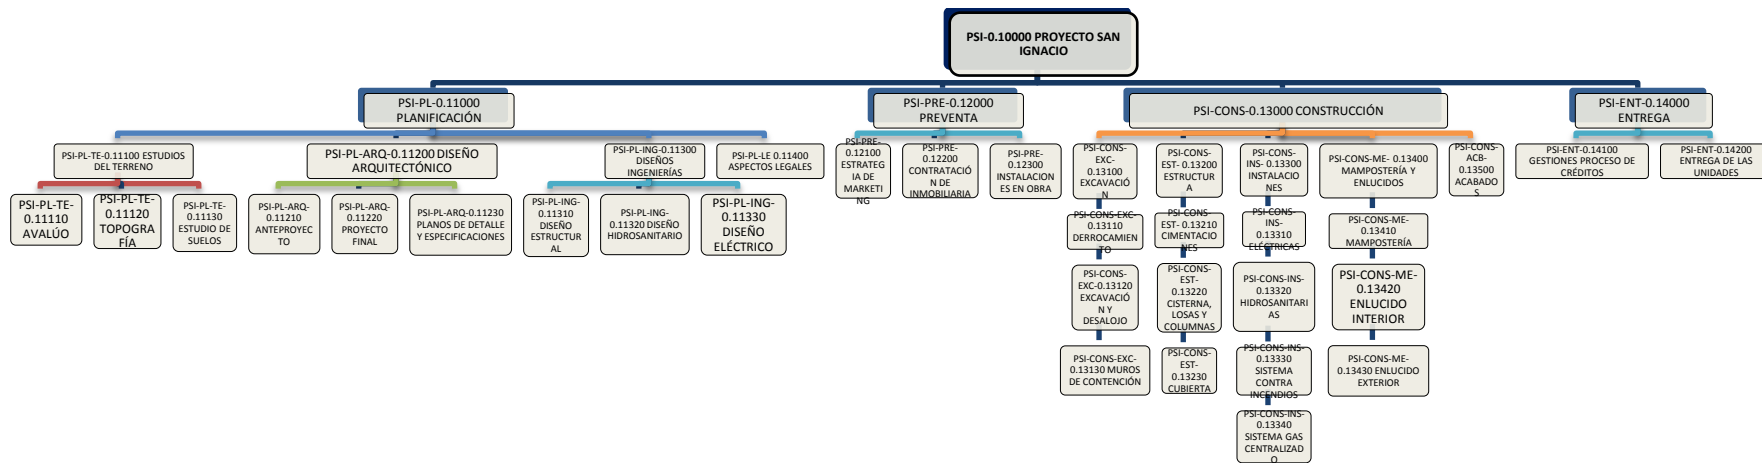 PSI-0.10000 PROYECTO SAN
IGNACIO
PSI-PL-0.11000
PLANIFICACIÓN
PSI-PRE-0.12000
PREVENTA
PSI-CONS-0.13000 CONSTRUCCIÓN
PSI-ENT-0.14000
ENTREGA
PSI-PL-TE-0.11100 ESTUDIOS
DEL TERRENO
PSI-PL-ARQ-0.11200 DISEÑO
ARQUITECTÓNICO
PSI-PL-ING-0.11300
DISEÑOS
INGENIERÍAS
PSI-PL-LE 0.11400
ASPECTOS LEGALES
PSI-PRE-
0.12100
ESTRATEG
IA DE
MARKETI
NG
PSI-PRE-
0.12200
CONTRATACIÓ
N DE
INMOBILIARIA
PSI-PRE-
0.12300
INSTALACION
ES EN OBRA
PSI-CONS-
EXC-
0.13100
EXCAVACIÓ
N
PSI-CONS-
EST- 0.13200
ESTRUCTUR
A
PSI-CONS-
INS- 0.13300
INSTALACIO
NES
PSI-CONS-ME- 0.13400
MAMPOSTERÍA Y
ENLUCIDOS
PSI-CONS-
ACB-
0.13500
ACABADO
S
PSI-ENT-0.14100
GESTIONES PROCESO DE
CRÉDITOS
PSI-ENT-0.14200
ENTREGA DE LAS
UNIDADES
PSI-PL-TE-
0.11110
AVALÚO
PSI-PL-TE-
0.11120
TOPOGRA
FÍA
PSI-PL-TE-
0.11130
ESTUDIO DE
SUELOS
PSI-PL-ARQ-
0.11210
ANTEPROYEC
TO
PSI-PL-ARQ-
0.11220
PROYECTO
FINAL
PSI-PL-ARQ-0.11230
PLANOS DE DETALLE
Y ESPECIFICACIONES
PSI-PL-ING-
0.11310
DISEÑO
ESTRUCTUR
AL
PSI-PL-ING-
0.11320 DISEÑO
HIDROSANITARIO
PSI-PL-ING-
0.11330
DISEÑO
ELÉCTRICO
PSI-CONS-EXC-
0.13110
DERROCAMIEN
TO
PSI-CONS-
EST- 0.13210
CIMENTACIO
NES
PSI-CONS-
INS-
0.13310
ELÉCTRICAS
PSI-CONS-ME-
0.13410
MAMPOSTERÍA
PSI-CONS-
EXC-0.13120
EXCAVACIÓ
N Y
DESALOJO
PSI-CONS-
EST-
0.13220
CISTERNA,
LOSAS Y
COLUMNAS
PSI-CONS-INS-
0.13320
HIDROSANITARI
AS
PSI-CONS-ME-
0.13420
ENLUCIDO
INTERIOR
PSI-CONS-EXC-
0.13130 MUROS
DE CONTENCIÓN
PSI-CONS-
EST-
0.13230
CUBIERTA
PSI-CONS-INS-
0.13330
SISTEMA
CONTRA
INCENDIOS
PSI-CONS-ME-
0.13430 ENLUCIDO
EXTERIOR
PSI-CONS-INS-
0.13340
SISTEMA GAS
CENTRALIZAD
O